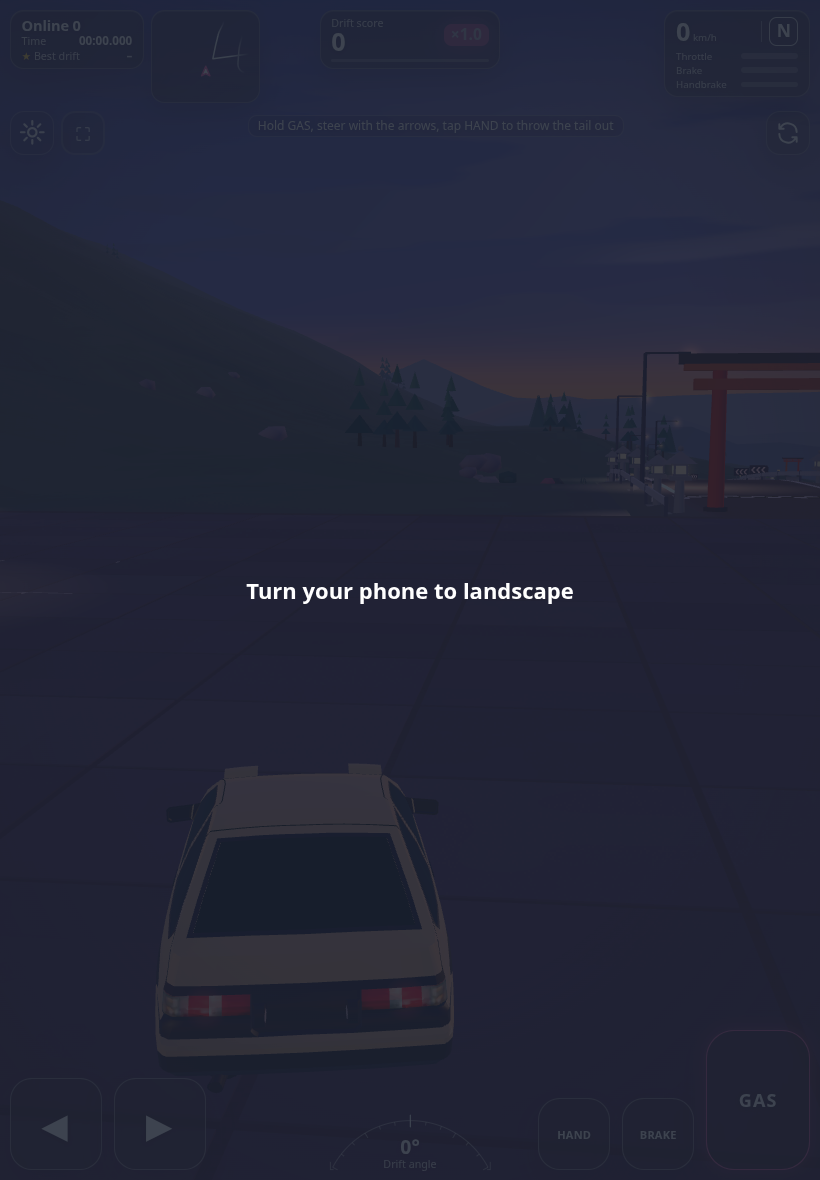 Online 0
Time 00:00.000
★ Best drift –
Drift score
0
×1.0
0 km/h
N
Throttle
Brake
Handbrake
Hold GAS, steer with the arrows, tap HAND to throw the tail out
Turn your phone to landscape
0°
Drift angle
HAND
BRAKE
GAS